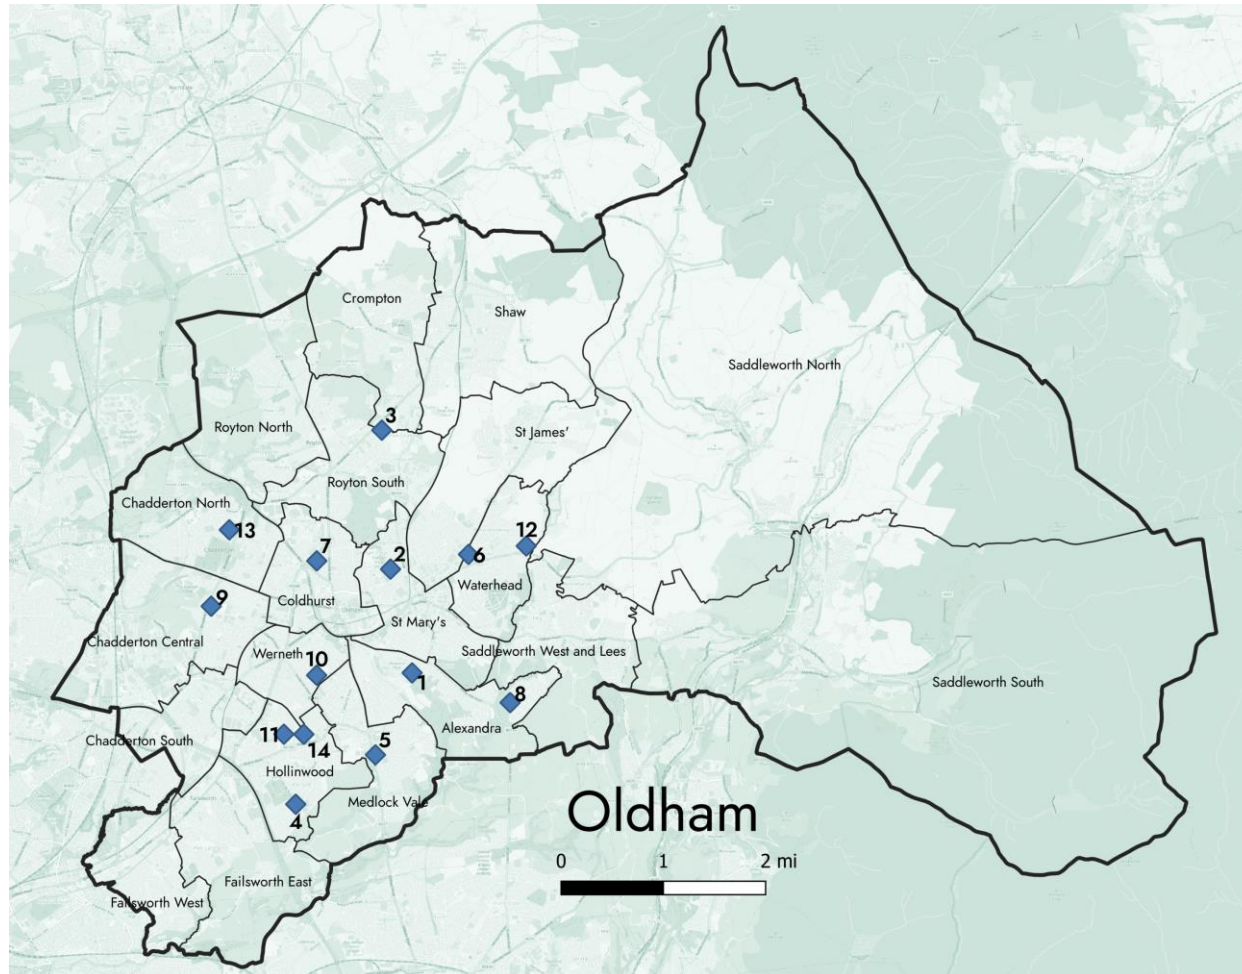 Crompton
Shaw
Saddleworth North
3
Royton North
St James'
Royton South
Chadderton North
13
7
2
12
6
Waterhead
9
Coldhurst
St Mary's
Chadderton Central
Werneth
Saddleworth West and Lees
10
1
8
Saddleworth South
Alexandra
11
14
5
Chadderton South
Hollinwood
Medlock Vale
4
Oldham
0 1 2 mi
Failsworth East
Failsworth West